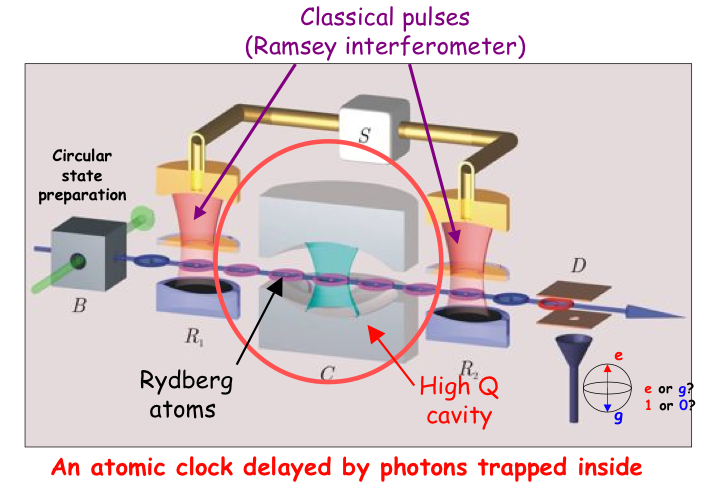 Classical pulses
(Ramsey interferometer)
S
Circular
state
preparation
B
R₁
D
C
R₂
Rydberg
atoms
High Q
cavity
e
e or g?
1 or 0?
g
An atomic clock delayed by photons trapped inside